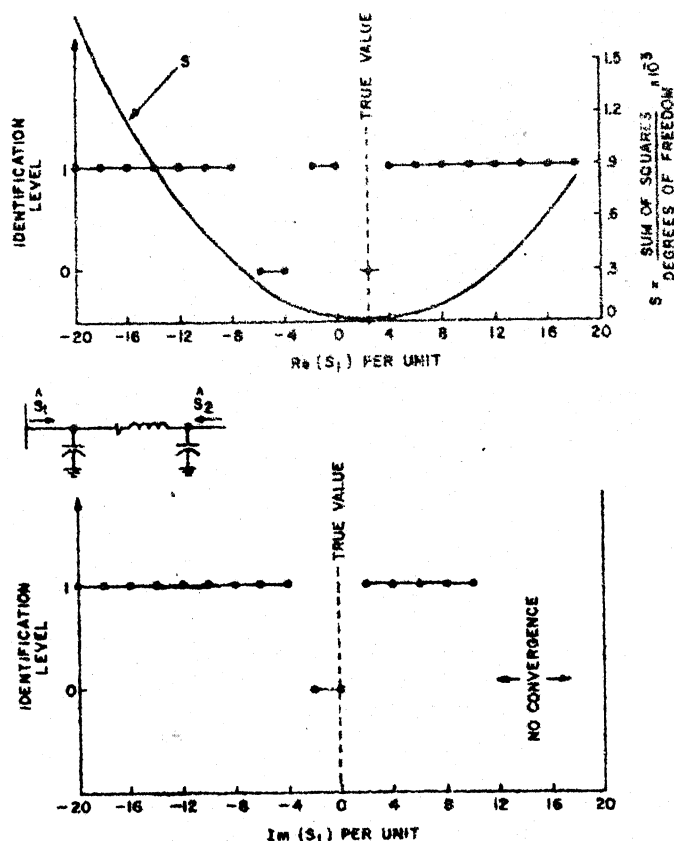 S
TRUE VALUE
IDENTIFICATION
LEVEL
1
0
1.5
1.2
.9
.6
.3
0
S = SUM OF SQUARES x10⁻³
DEGREES OF FREEDOM
-20 -16 -12 -8 -4 0 4 8 12 16 20
Re (S₁) PER UNIT
Ŝ₁ Ŝ₂
TRUE VALUE
IDENTIFICATION
LEVEL
1
0
NO CONVERGENCE
-20 -16 -12 -8 -4 0 4 8 12 16 20
Im (S₁) PER UNIT